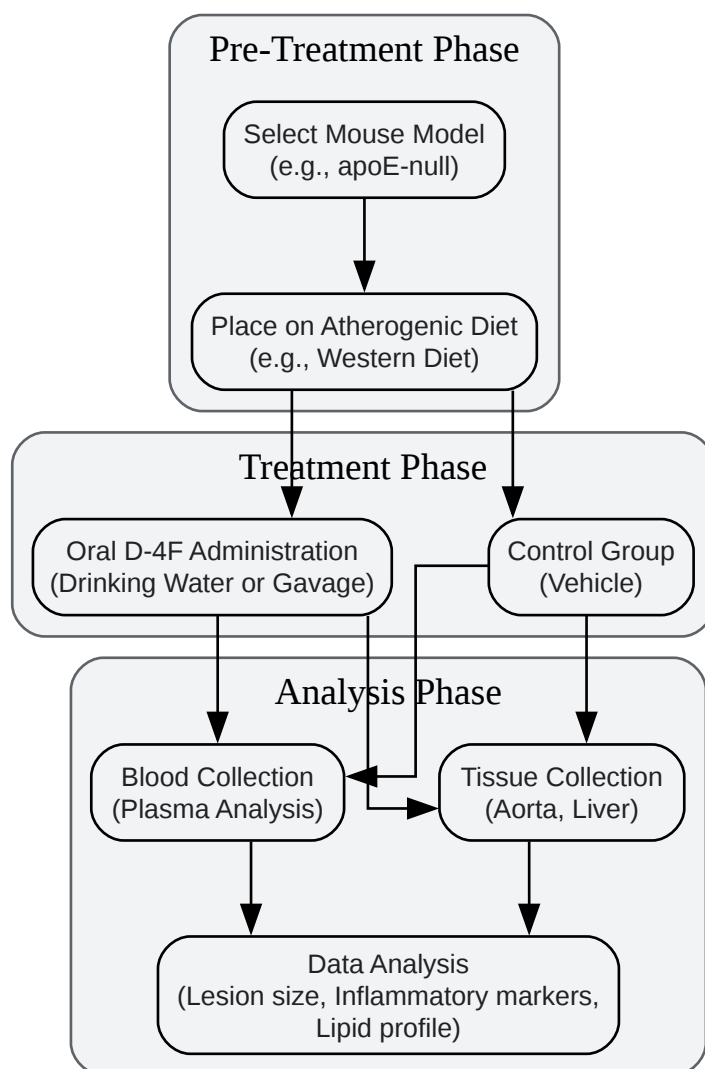 Pre-Treatment Phase
Select Mouse Model
(e.g., apoE-null)
Place on Atherogenic Diet
(e.g., Western Diet)
Treatment Phase
Oral D-4F Administration
(Drinking Water or Gavage)
Control Group
(Vehicle)
Analysis Phase
Blood Collection
(Plasma Analysis)
Tissue Collection
(Aorta, Liver)
Data Analysis
(Lesion size, Inflammatory markers,
Lipid profile)